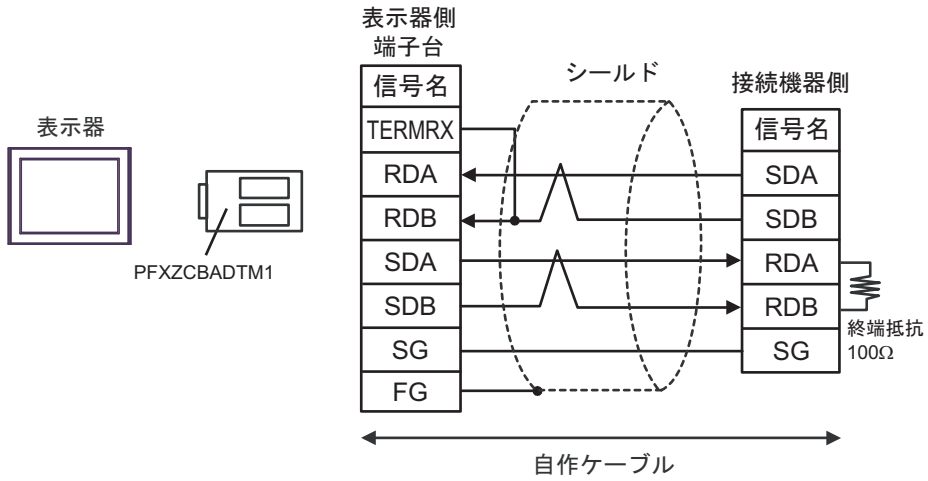 表示器
PFXZCBADTM1
表示器側
端子台
信号名
TERMRX
RDA
RDB
SDA
SDB
SG
FG
シールド
接続機器側
信号名
SDA
SDB
RDA
RDB
SG
終端抵抗
100Ω
自作ケーブル